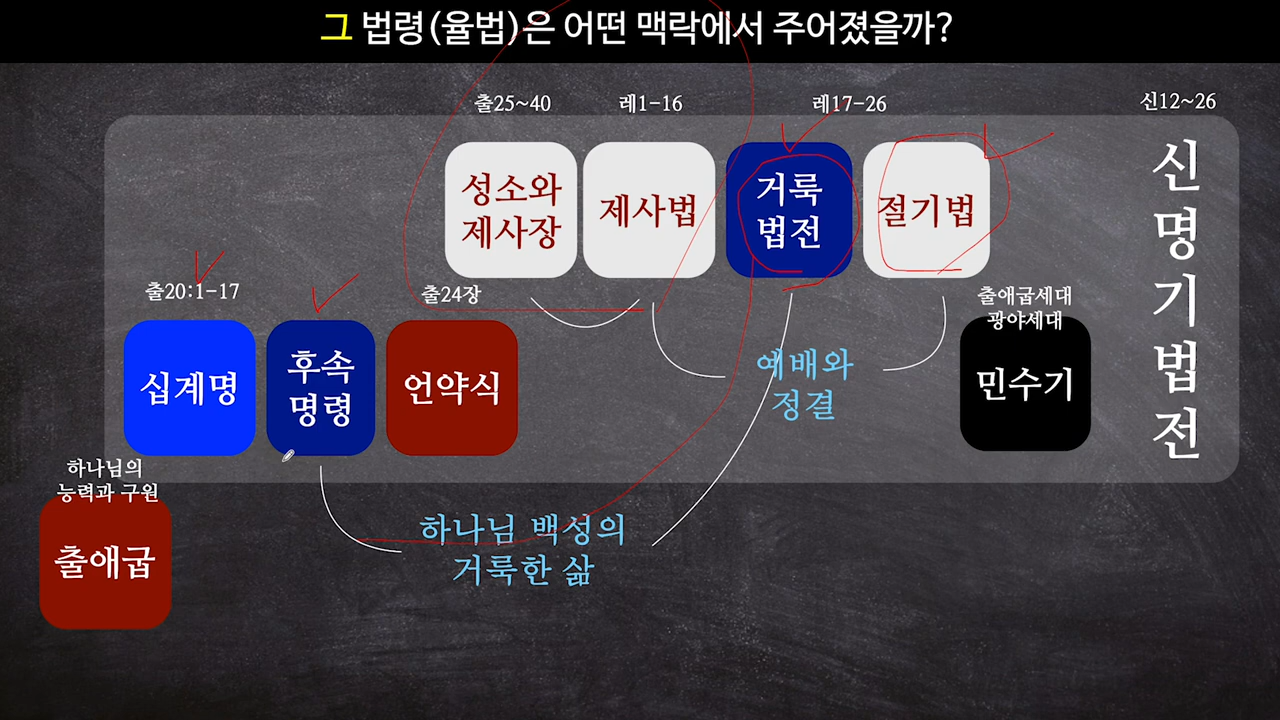 그 법령(율법)은 어떤 맥락에서 주어졌을까?
출25~40
레1-16
레17-26
신12~26
성소와
제사장
제사법
거룩
법전
절기법
신명기법전
출20:1-17
출24장
출애굽세대
광야세대
십계명
후속
명령
언약식
예배와
정결
민수기
하나님의
능력과 구원
출애굽
하나님 백성의
거룩한 삶